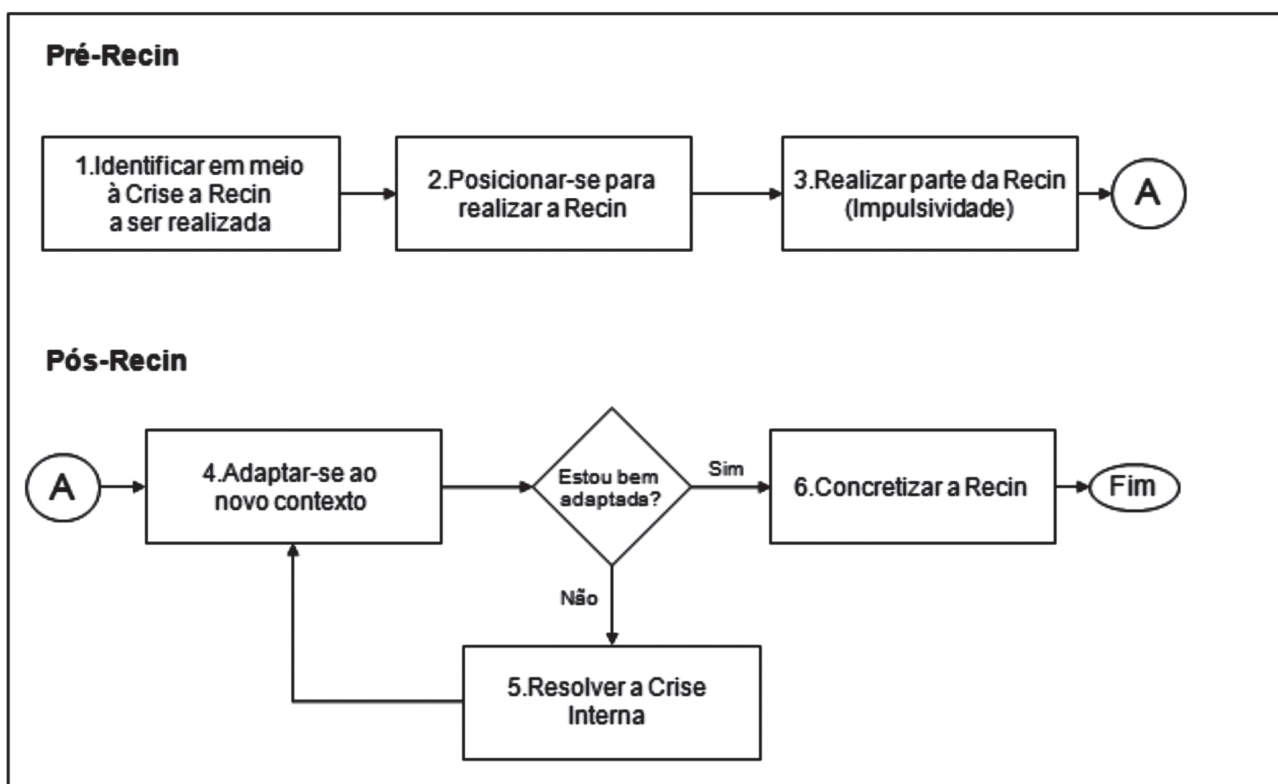 Pré-Recin
1.Identificar em meio
à Crise a Recin
a ser realizada
2.Posicionar-se para
realizar a Recin
3.Realizar parte da Recin
(Impulsividade)
A
Pós-Recin
A
4.Adaptar-se ao
novo contexto
Estou bem
adaptada?
Sim
6.Concretizar a Recin
Fim
Não
5.Resolver a Crise
Interna